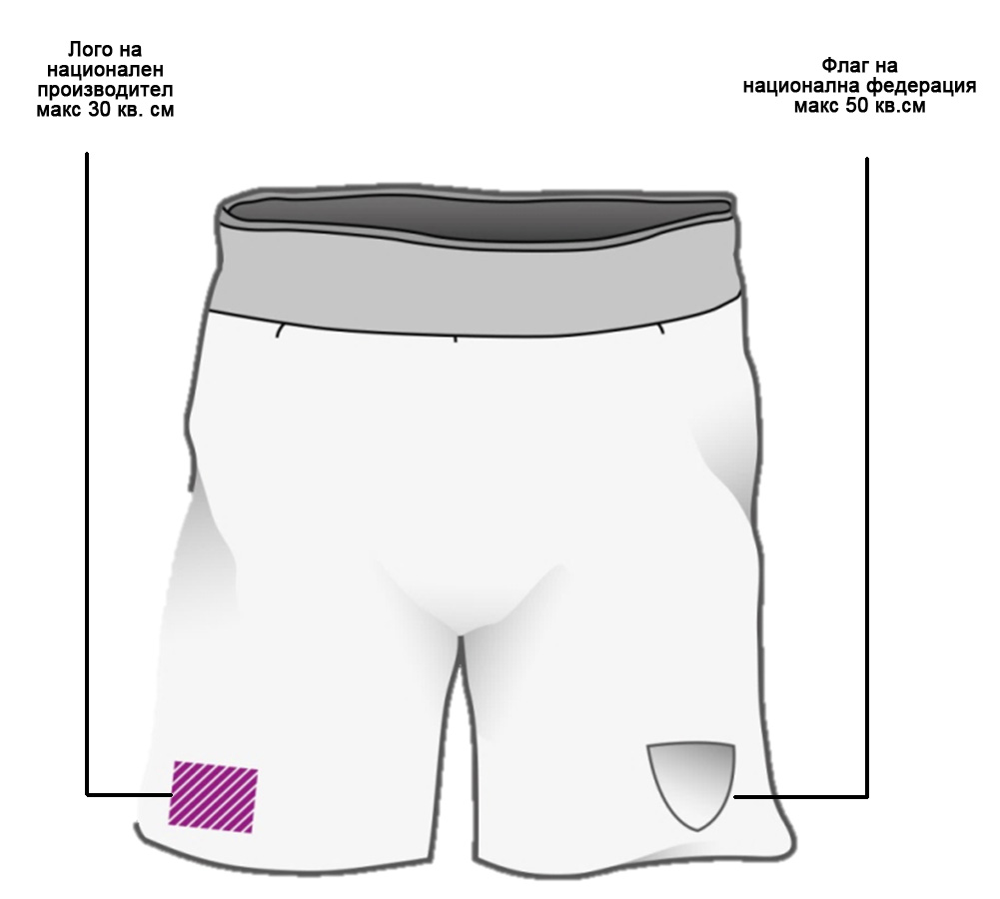 Лого на
национален
производител
макс 30 кв. см
Флаг на
национална федерация
макс 50 кв.см